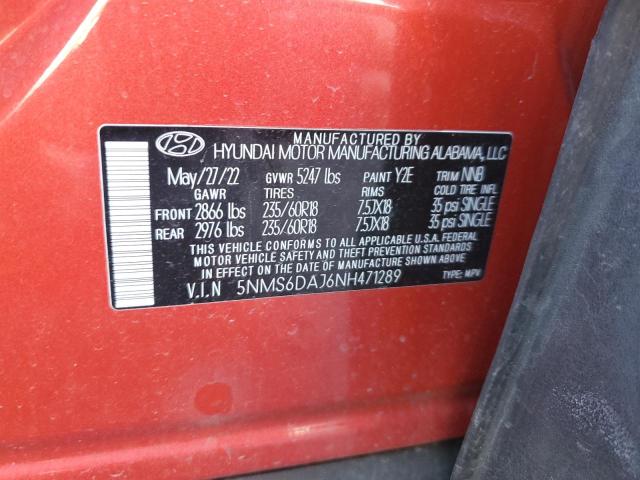 MANUFACTURED BY
HYUNDAI MOTOR MANUFACTURING ALABAMA, LLC
May/27/22 GVWR 5247 lbs PAINT Y2E TRIM NNB
GAWR TIRES RIMS COLD TIRE INFL
FRONT 2866 lbs 235/60R18 7.5JX18 35 psi SINGLE
REAR 2976 lbs 235/60R18 7.5JX18 35 psi SINGLE
THIS VEHICLE CONFORMS TO ALL APPLICABLE U.S.A. FEDERAL
MOTOR VEHICLE SAFETY AND THEFT PREVENTION STANDARDS
IN EFFECT ON THE DATE OF MANUFACTURE SHOWN ABOVE
V.I.N 5NMS6DAJ6NH471289 TYPE: MPV